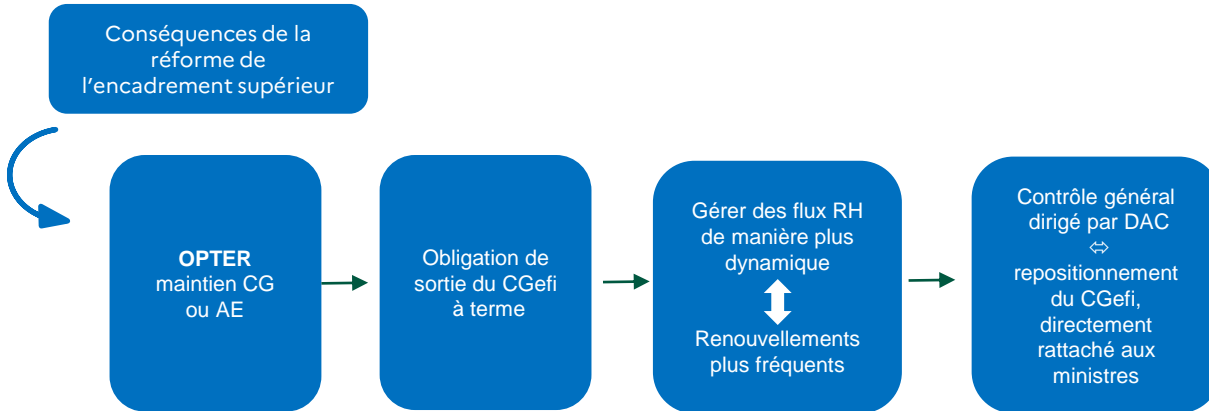 Conséquences de la
réforme de
l'encadrement supérieur
OPTER
maintien CG
ou AE
Obligation de
sortie du CGefi
à terme
Gérer des flux RH
de manière plus
dynamique
Renouvellements
plus fréquents
Contrôle général
dirigé par DAC
⇔
repositionnement
du CGefi,
directement
rattaché aux
ministres